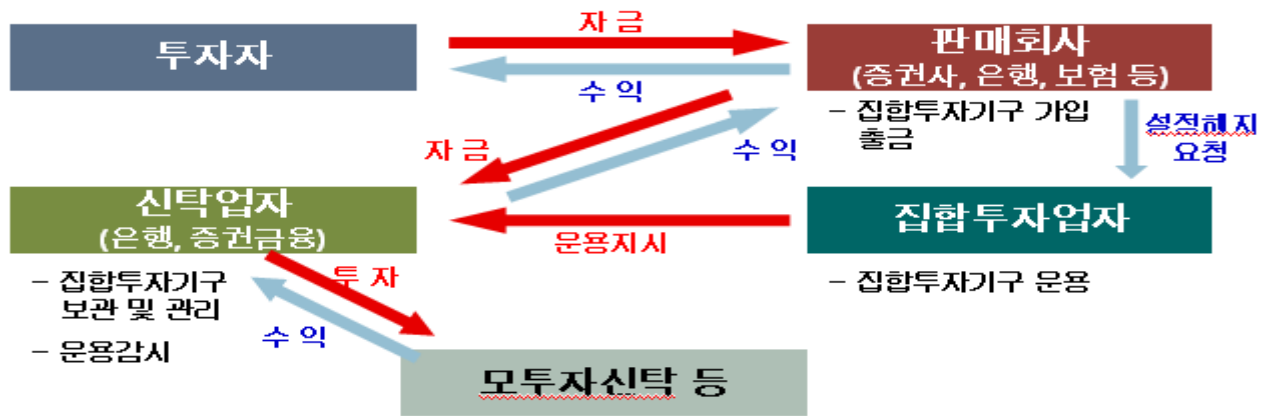 자 금
투자자
판매회사
(증권사, 은행, 보험 등)
수 익
– 집합투자기구 가입
출금
설정해지
요청
자 금
수 익
신탁업자
(은행, 증권금융)
집합투자업자
운용지시
– 집합투자기구
보관 및 관리
– 운용감시
투 자
– 집합투자기구 운용
수 익
모투자신탁 등